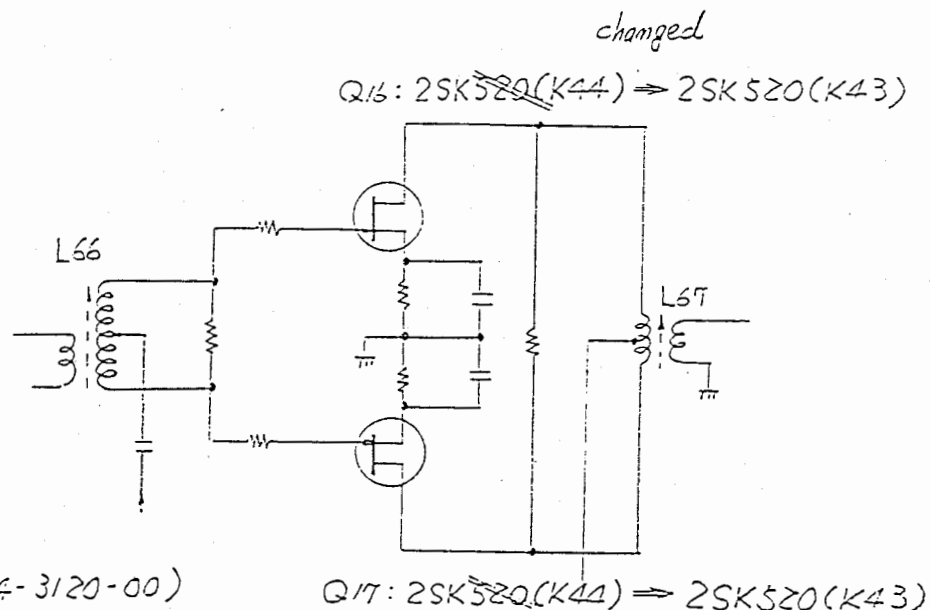 changed
Q16: 2SK520(K44) ⇒ 2SK520(K43)
L66
L67
4-3120-00)
Q17: 2SK520(K44) ⇒ 2SK520(K43)